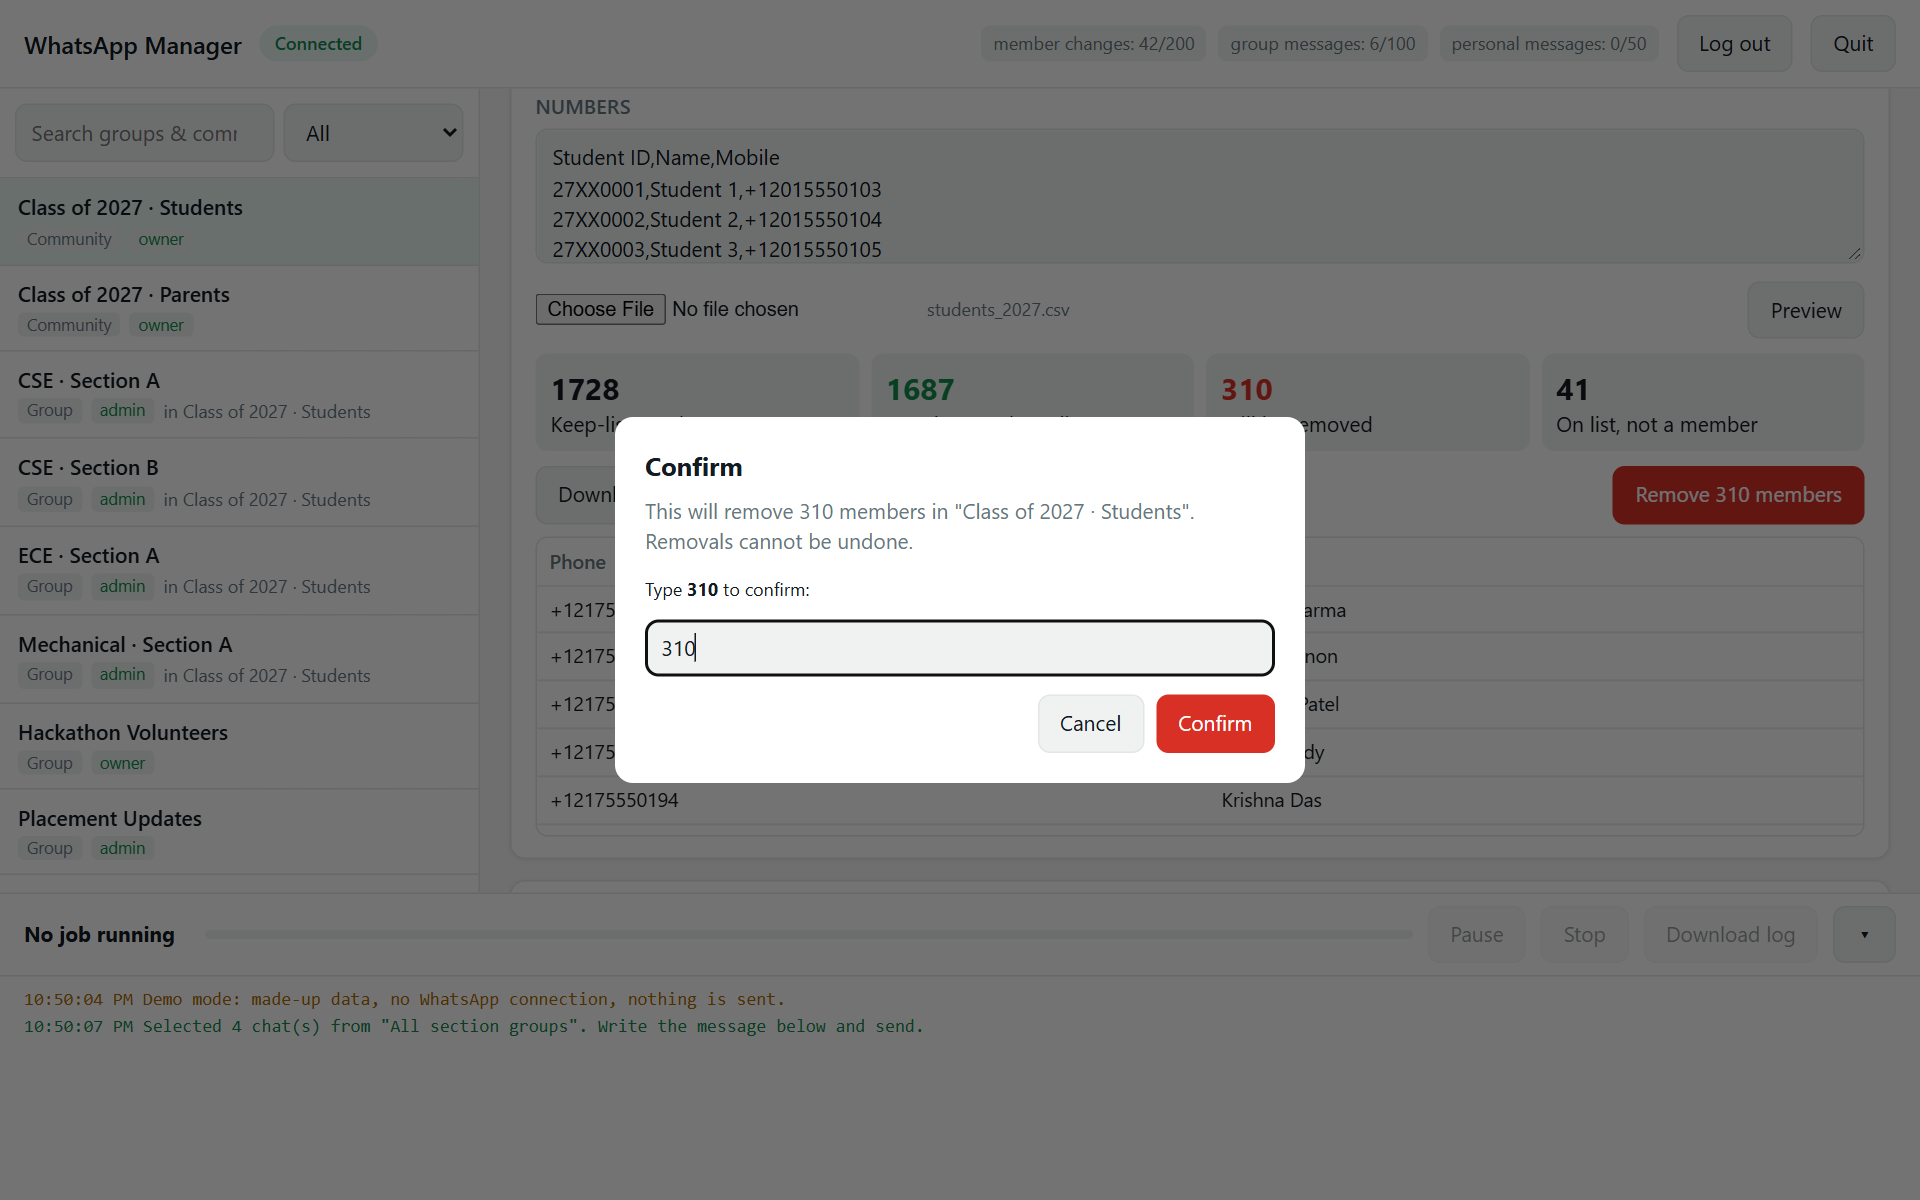 WhatsApp Manager
Connected
member changes: 42/200
group messages: 6/100
personal messages: 0/50
Log out
Quit
Search groups & comr
All
Class of 2027 · Students
Community owner
Class of 2027 · Parents
Community owner
CSE · Section A
Group admin in Class of 2027 · Students
CSE · Section B
Group admin in Class of 2027 · Students
ECE · Section A
Group admin in Class of 2027 · Students
Mechanical · Section A
Group admin in Class of 2027 · Students
Hackathon Volunteers
Group owner
Placement Updates
Group admin
NUMBERS
Student ID,Name,Mobile
27XX0001,Student 1,+12015550103
27XX0002,Student 2,+12015550104
27XX0003,Student 3,+12015550105
Choose File No file chosen
students_2027.csv
Preview
1728
1687
310
41
On list, not a member
Remove 310 members
Phone
+12175550194
Krishna Das
Confirm
This will remove 310 members in "Class of 2027 · Students".
Removals cannot be undone.
Type 310 to confirm:
310
Cancel
Confirm
No job running
Pause
Stop
Download log
10:50:04 PM Demo mode: made-up data, no WhatsApp connection, nothing is sent.
10:50:07 PM Selected 4 chat(s) from "All section groups". Write the message below and send.